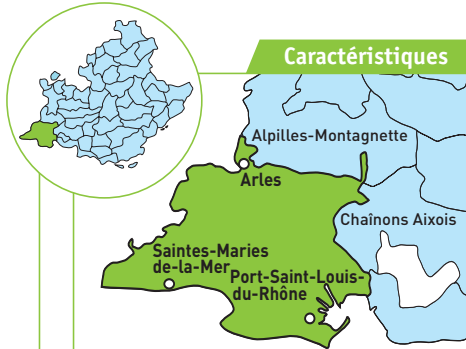 Caractéristiques
Alpilles-Montagnette
Arles
Chaînons Aixois
Saintes-Maries
de-la-Mer
Port-Saint-Louis-
du-Rhône